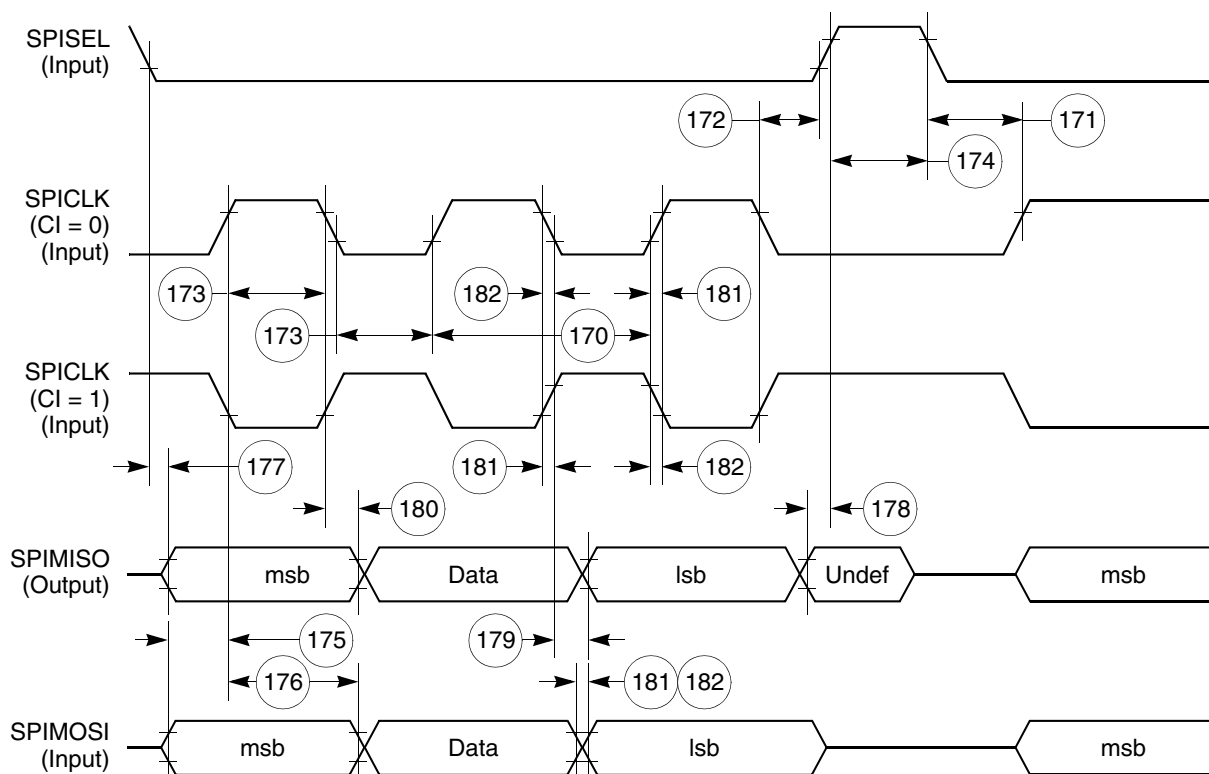 SPISEL
(Input)
172
171
174
SPICLK
(CI = 0)
(Input)
173
182
181
173
170
SPICLK
(CI = 1)
(Input)
177
181
182
180
178
SPIMISO
(Output)
msb
Data
lsb
Undef
msb
175
179
176
181
182
SPIMOSI
(Input)
msb
Data
lsb
msb